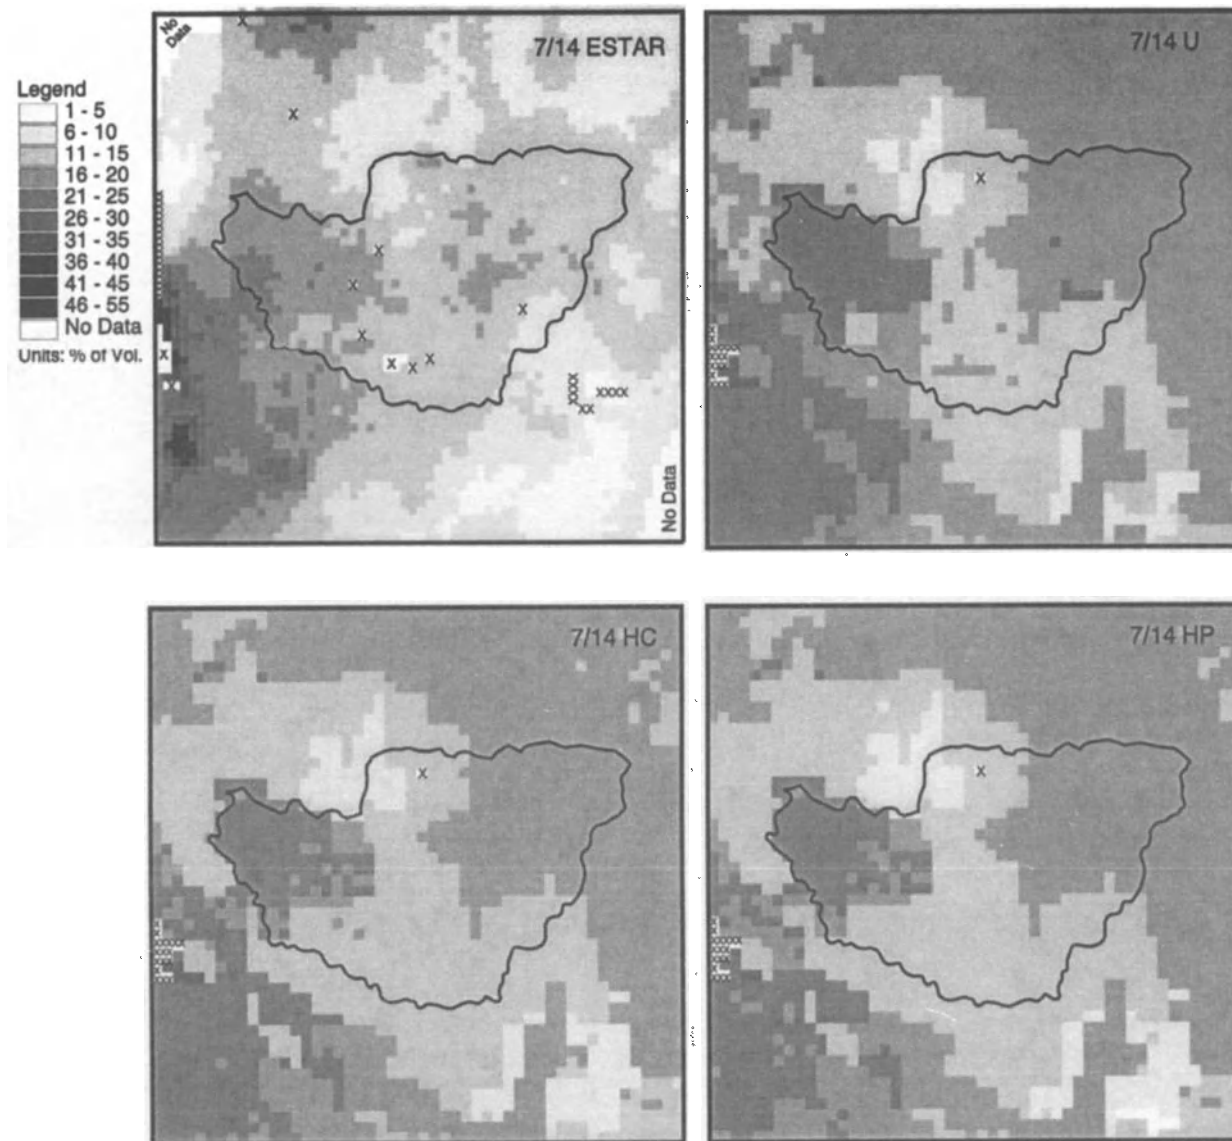 No
Data
7/14 ESTAR
7/14 U
Legend
1 - 5
6 - 10
11 - 15
16 - 20
21 - 25
26 - 30
31 - 35
36 - 40
41 - 45
46 - 55
No Data
Units: % of Vol.
No Data
7/14 HC
7/14 HP